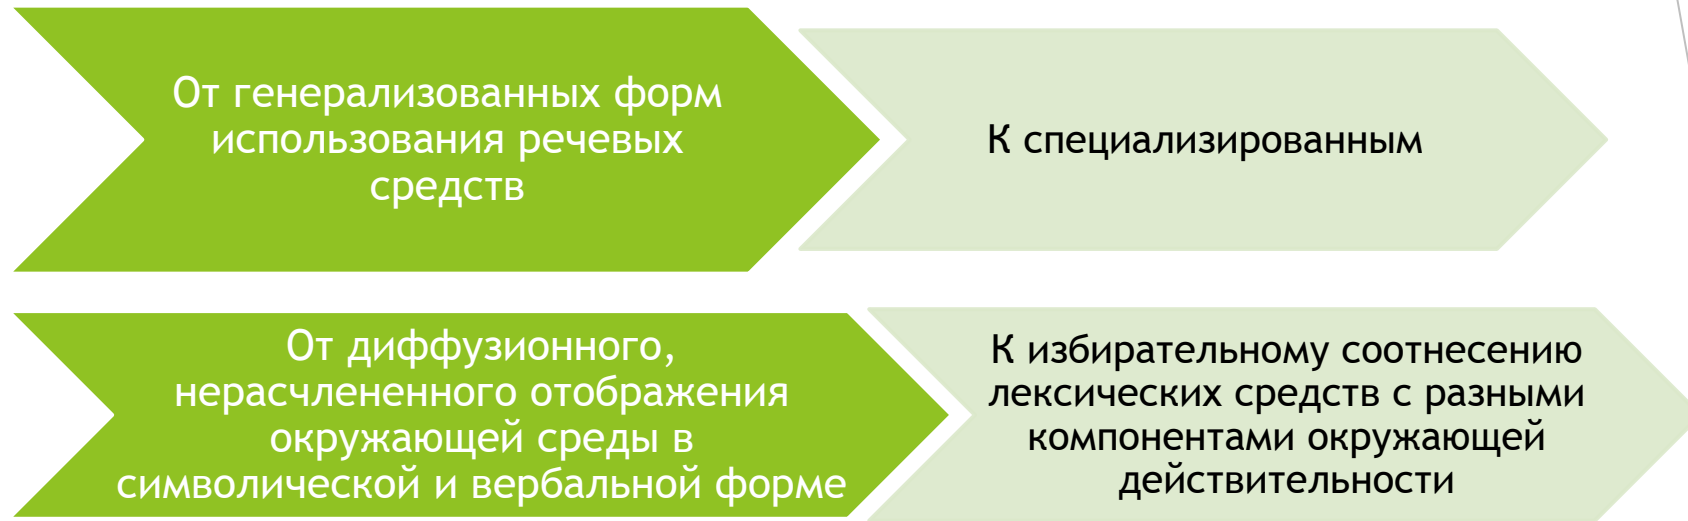 От генерализованных форм
использования речевых
средств
К специализированным
От диффузионного,
нерасчлененного отображения
окружающей среды в
символической и вербальной форме
К избирательному соотнесению
лексических средств с разными
компонентами окружающей
действительности